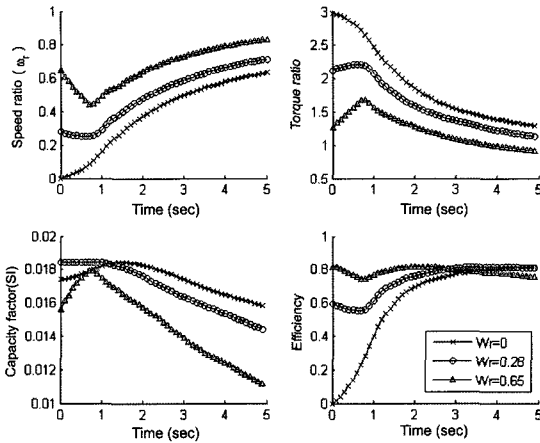 Speed ratio ( ωr )
1
0.8
0.6
0.4
0.2
0
0 1 2 3 4 5
Time (sec)
Torque ratio
3
2.5
2
1.5
1
0.5
0 1 2 3 4 5
Time (sec)
Capacity factor(SI)
0.02
0.018
0.016
0.014
0.012
0.01
0 1 2 3 4 5
Time (sec)
Efficiency
1
0.8
0.6
0.4
0.2
0
0 1 2 3 4 5
Time (sec)
Wr=0
Wr=0.28
Wr=0.65